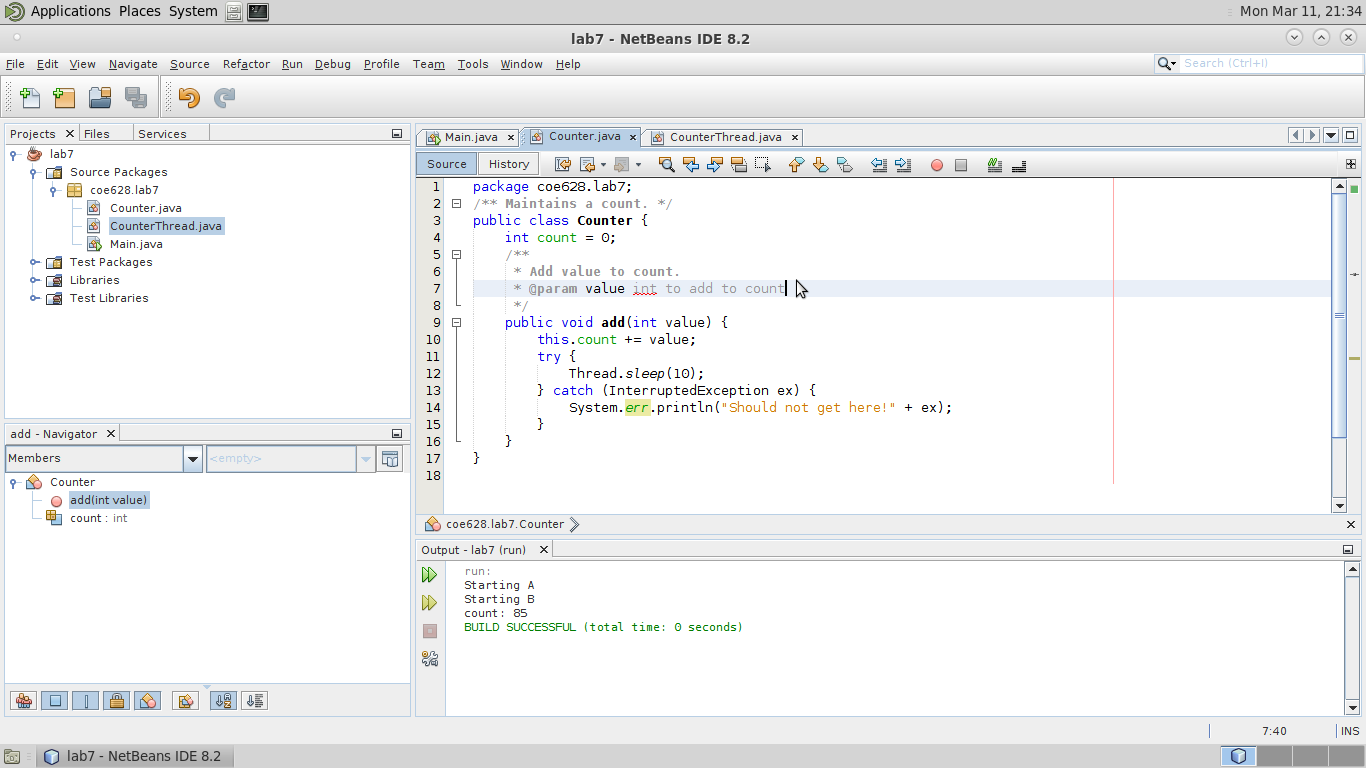 Applications Places System
Mon Mar 11, 21:34
lab7 - NetBeans IDE 8.2
File Edit View Navigate Source Refactor Run Debug Profile Team Tools Window Help
Search (Ctrl+I)
Projects Files Services
lab7
Source Packages
coe628.lab7
Counter.java
CounterThread.java
Main.java
Test Packages
Libraries
Test Libraries
add - Navigator
Members
<empty>
Counter
add(int value)
count : int
Main.java Counter.java CounterThread.java
Source History
1 package coe628.lab7;
2 /** Maintains a count. */
3 public class Counter {
4 int count = 0;
5 /**
6 * Add value to count.
7 * @param value int to add to count
8 */
9 public void add(int value) {
10 this.count += value;
11 try {
12 Thread.sleep(10);
13 } catch (InterruptedException ex) {
14 System.err.println("Should not get here!" + ex);
15 }
16 }
17 }
18
coe628.lab7.Counter
Output - lab7 (run)
run:
Starting A
Starting B
count: 85
BUILD SUCCESSFUL (total time: 0 seconds)
7:40 INS
lab7 - NetBeans IDE 8.2